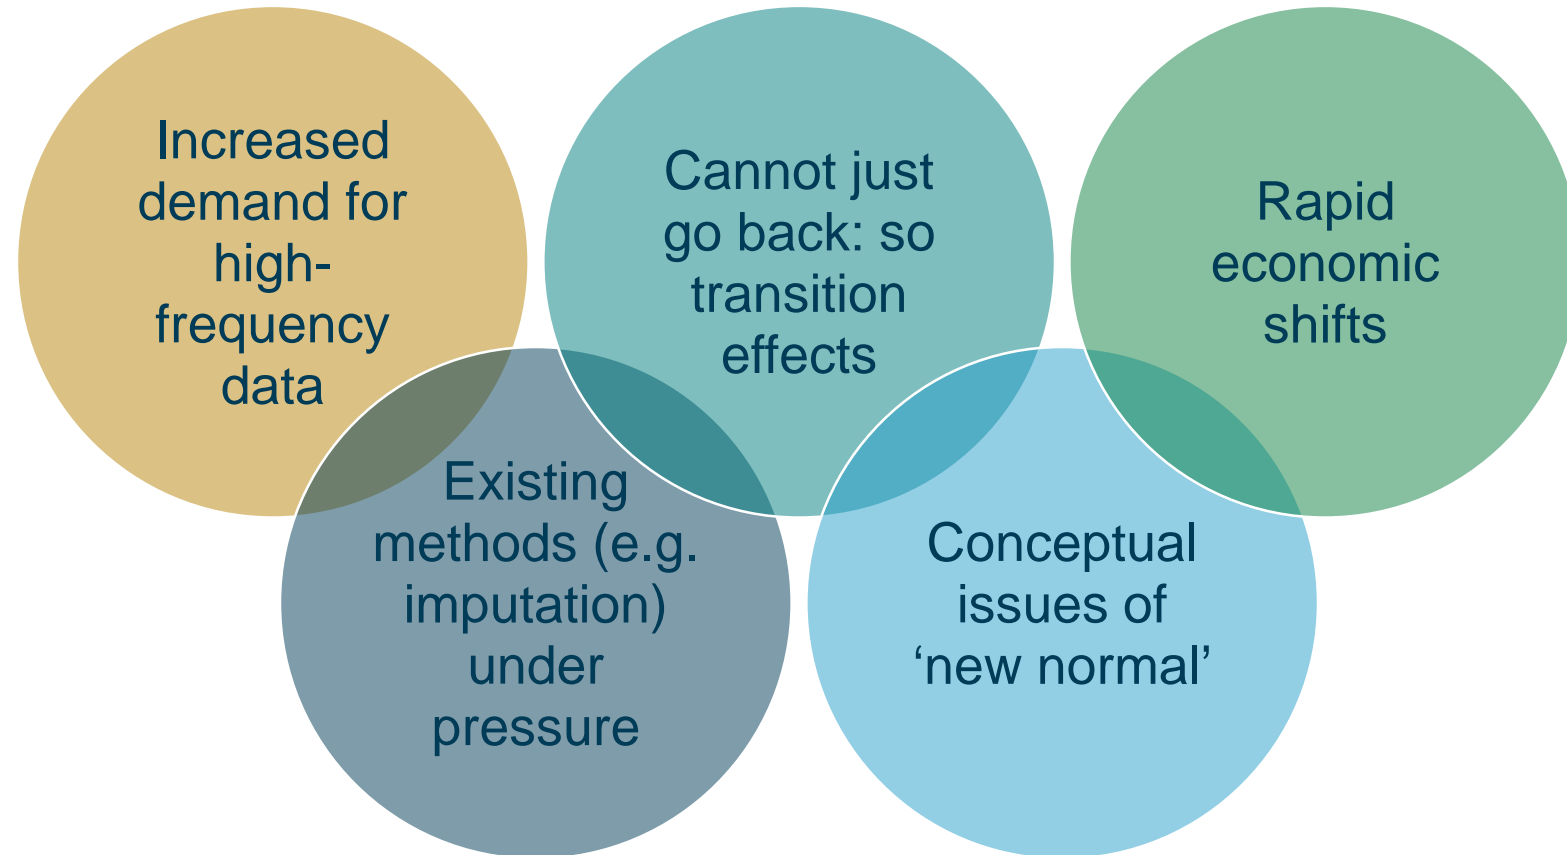 Increased
demand for
high-
frequency
data
Existing
methods (e.g.
imputation)
under
pressure
Cannot just
go back: so
transition
effects
Conceptual
issues of
‘new normal’
Rapid
economic
shifts